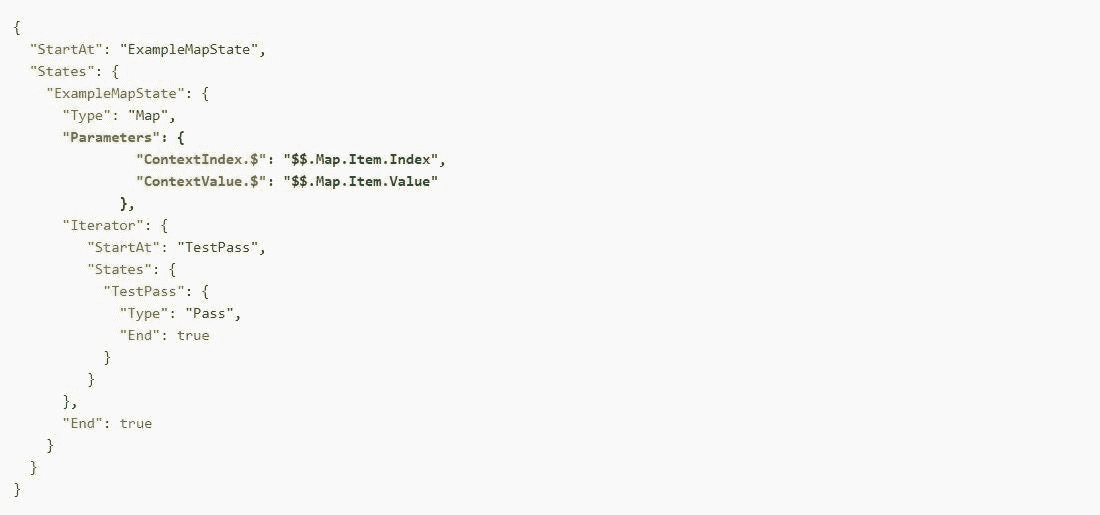 {
  "StartAt": "ExampleMapState",
  "States": {
    "ExampleMapState": {
      "Type": "Map",
      "Parameters": {
               "ContextIndex.$": "$$.Map.Item.Index",
               "ContextValue.$": "$$.Map.Item.Value"
             },
      "Iterator": {
         "StartAt": "TestPass",
         "States": {
           "TestPass": {
             "Type": "Pass",
             "End": true
           }
         }
      },
      "End": true
    }
  }
}